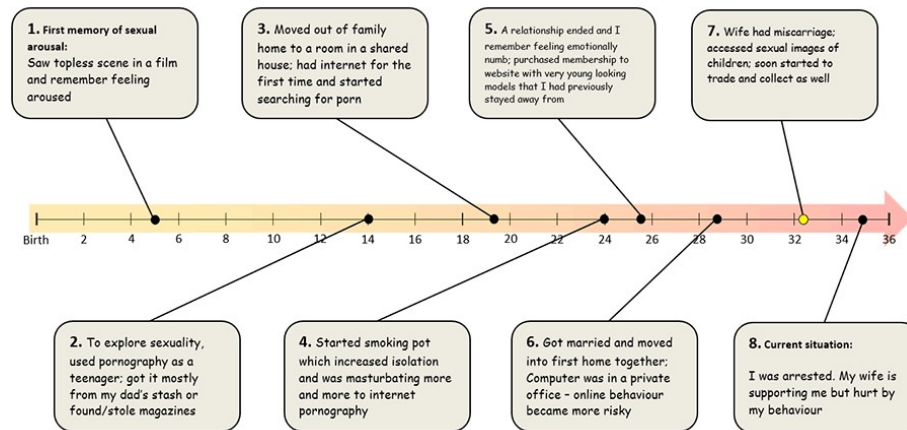 1. First memory of sexual
arousal:
Saw topless scene in a film
and remember feeling
aroused
3. Moved out of family
home to a room in a shared
house; had internet for the
first time and started
searching for porn
5. A relationship ended and I
remember feeling emotionally
numb; purchased membership to
website with very young looking
models that I had previously
stayed away from
7. Wife had miscarriage;
accessed sexual images of
children; soon started to
trade and collect as well
Birth 2 4 6 8 10 12 14 16 18 20 22 24 26 28 30 32 34 36
2. To explore sexuality,
used pornography as a
teenager; got it mostly
from my dad's stash or
found/stole magazines
4. Started smoking pot
which increased isolation
and was masturbating more
and more to internet
pornography
6. Got married and moved
into first home together;
Computer was in a private
office – online behaviour
became more risky
8. Current situation:
I was arrested. My wife is
supporting me but hurt by
my behaviour